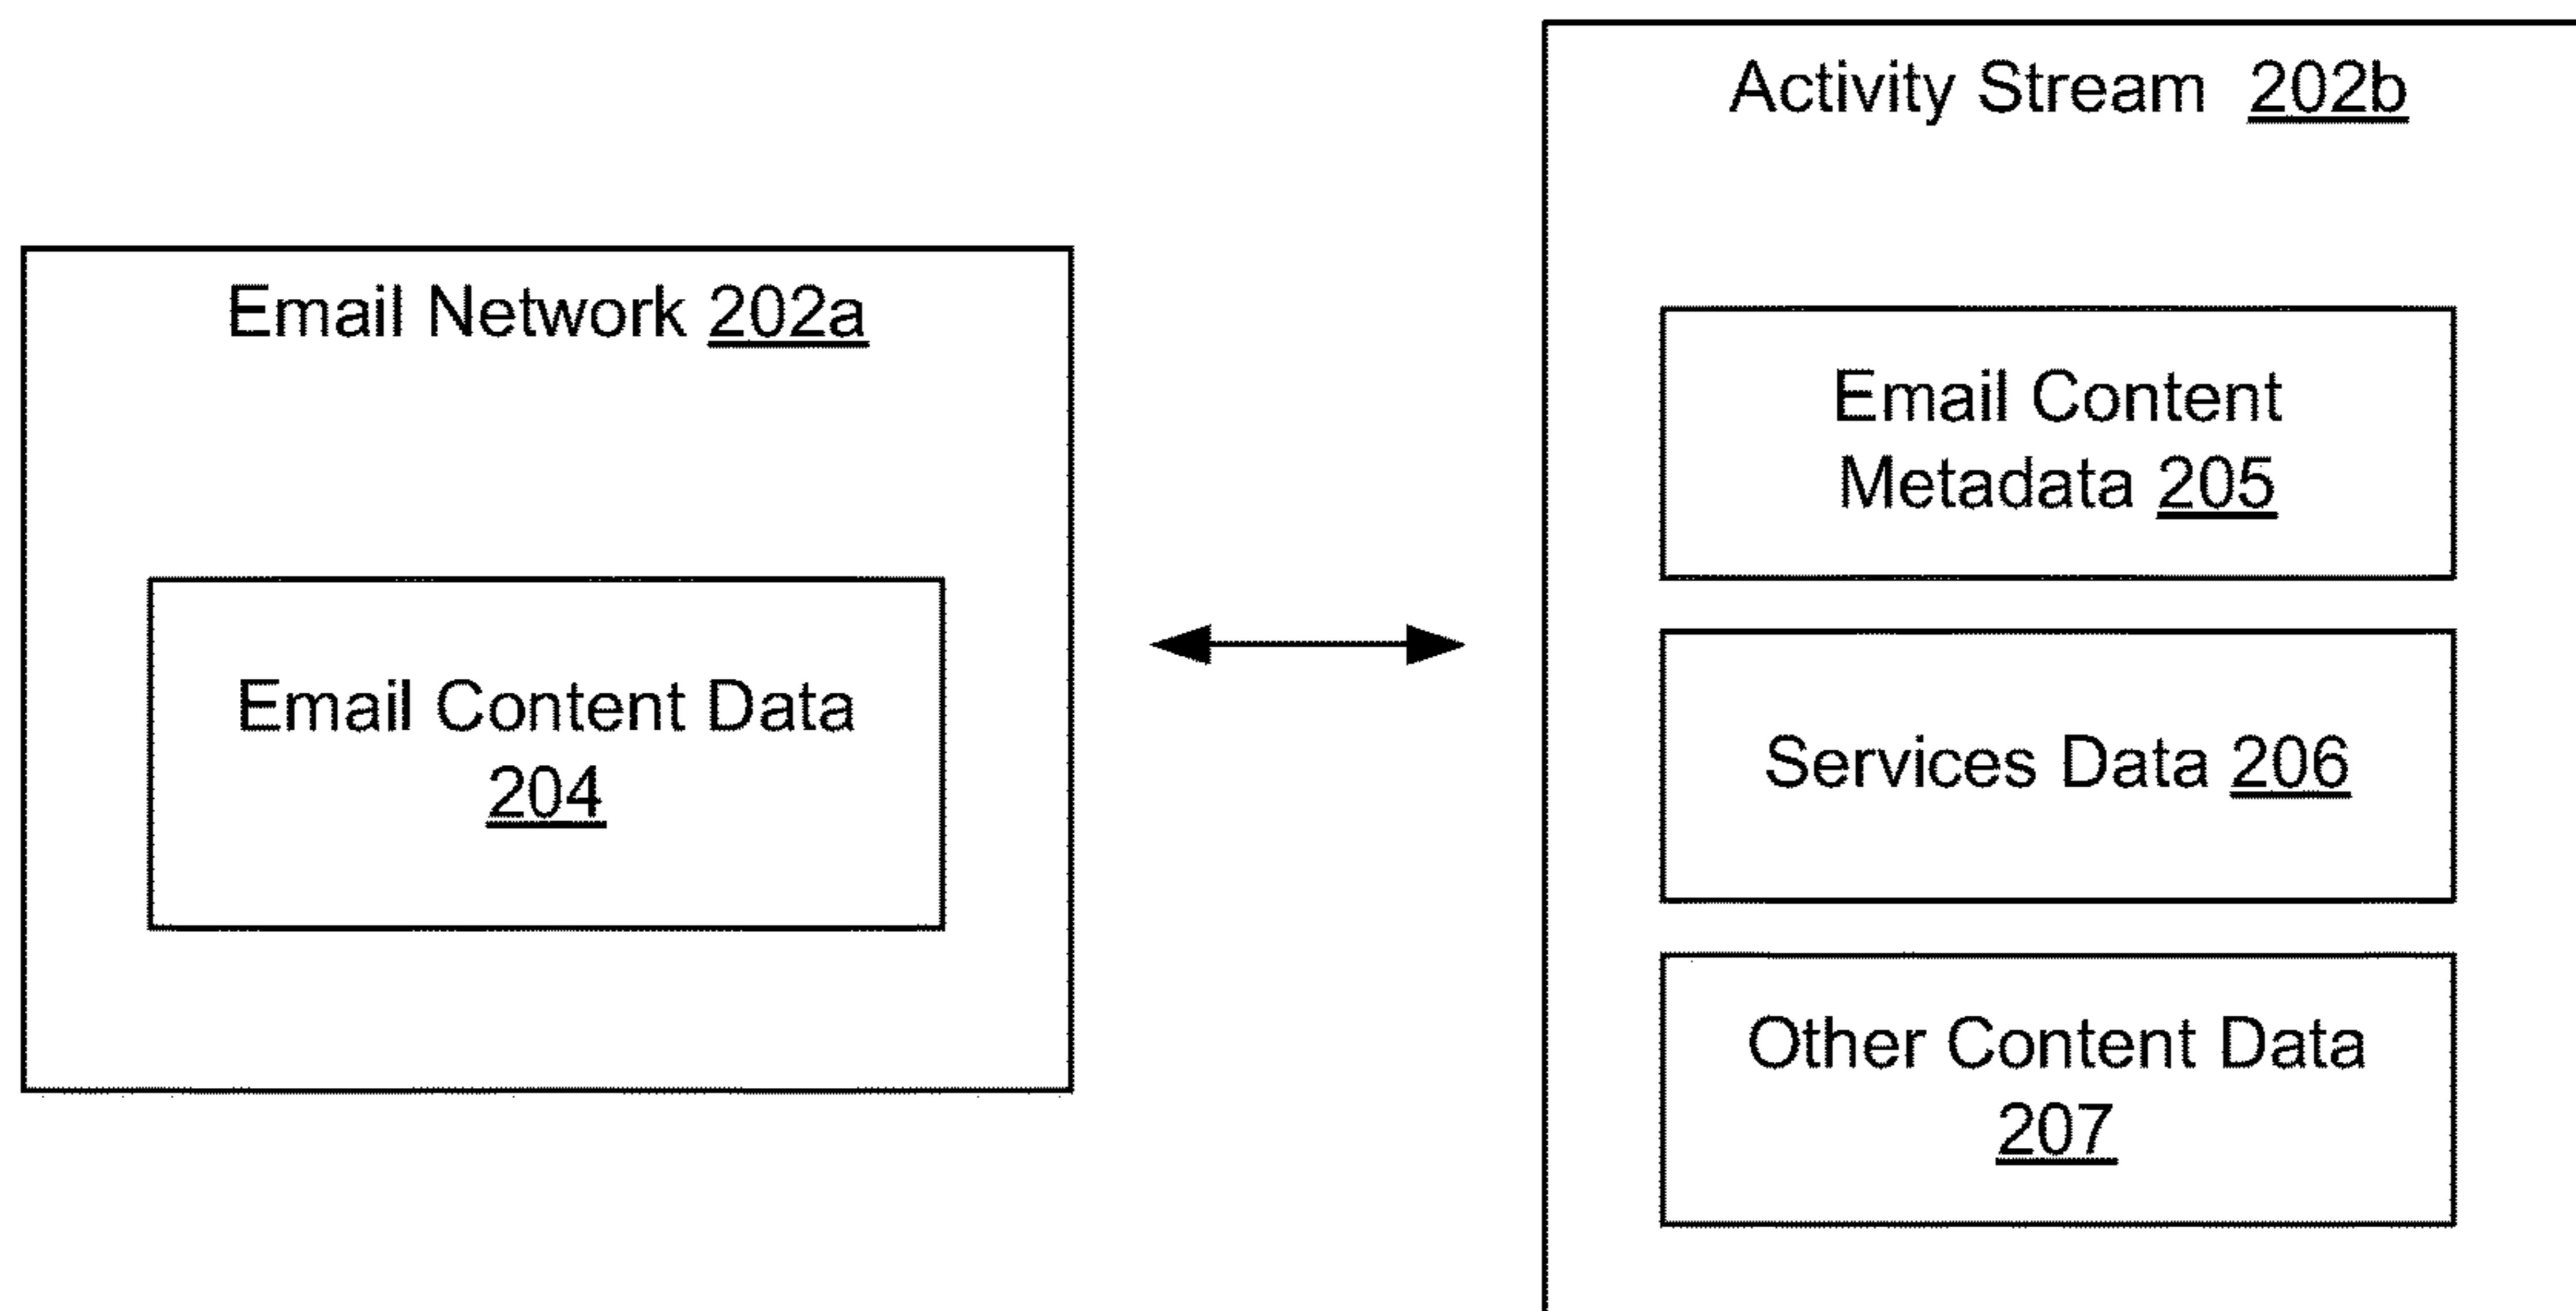 Email Network 202a
Email Content Data
204
Activity Stream 202b
Email Content
Metadata 205
Services Data 206
Other Content Data
207